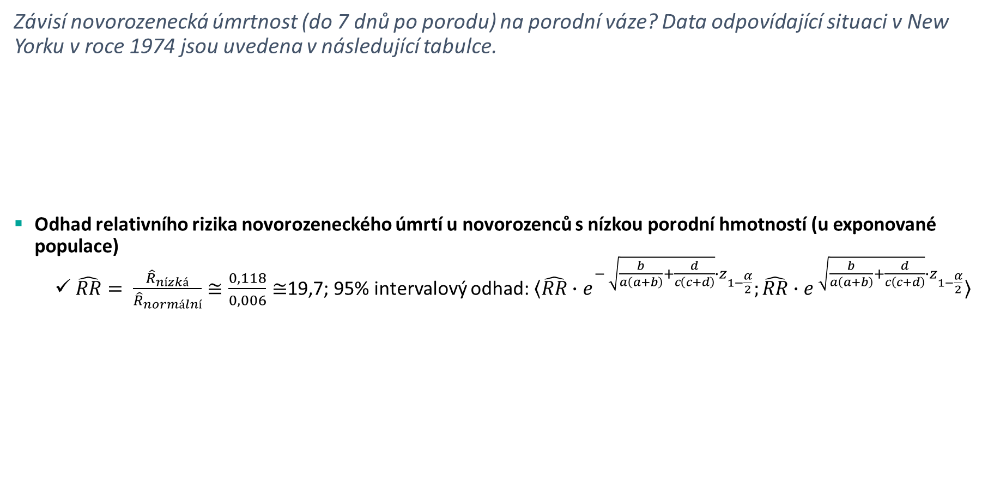 Závisí novorozenecká úmrtnost (do 7 dnů po porodu) na porodní váze? Data odpovídající situaci v New
Yorku v roce 1974 jsou uvedena v následující tabulce.
▪ Odhad relativního rizika novorozeneckého úmrtí u novorozenců s nízkou porodní hmotností (u exponované
populace)
✓ $\widehat{RR} = \frac{\hat{R}_{nízká}}{\hat{R}_{normální}} \cong \frac{0,118}{0,006} \cong$19,7; 95% intervalový odhad: $\langle \widehat{RR} \cdot e^{-\sqrt{\frac{b}{a(a+b)}+\frac{d}{c(c+d)}} \cdot z_{1-\frac{\alpha}{2}}}; \widehat{RR} \cdot e^{\sqrt{\frac{b}{a(a+b)}+\frac{d}{c(c+d)}} \cdot z_{1-\frac{\alpha}{2}}} \rangle$